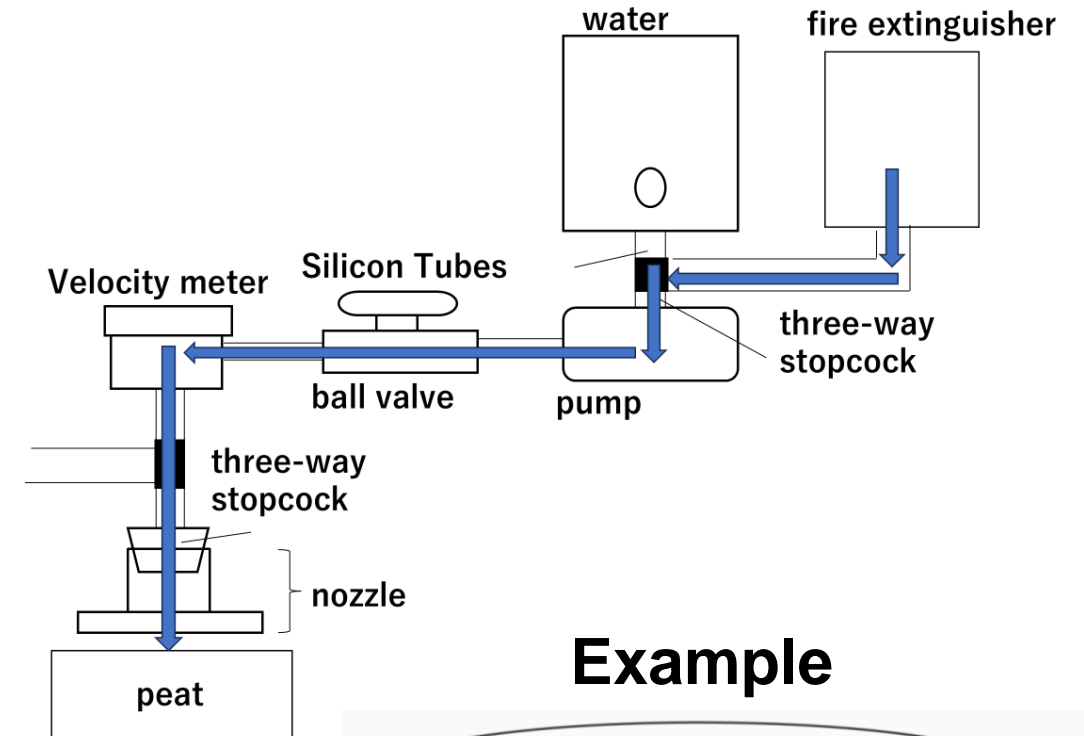 water
fire extinguisher
Silicon Tubes
Velocity meter
three-way
stopcock
ball valve
pump
three-way
stopcock
nozzle
Example
peat